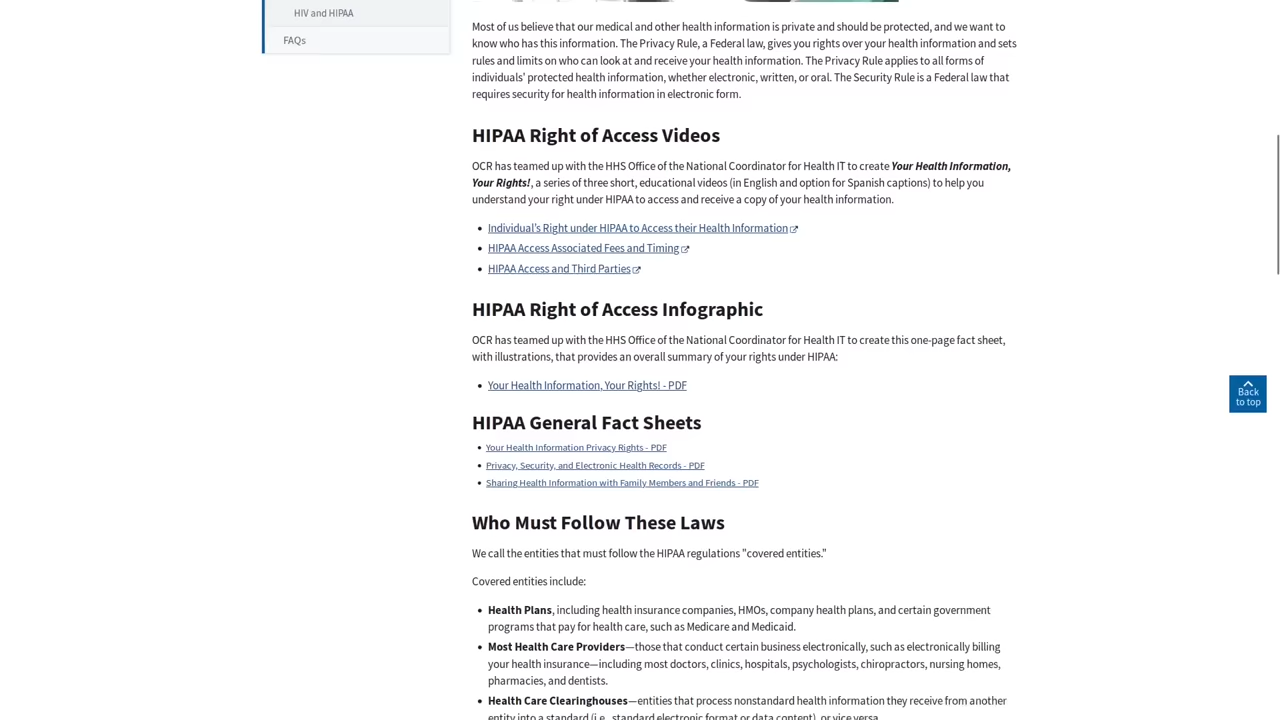 HIV and HIPAA
FAQs
Most of us believe that our medical and other health information is private and should be protected, and we want to
know who has this information. The Privacy Rule, a Federal law, gives you rights over your health information and sets
rules and limits on who can look at and receive your health information. The Privacy Rule applies to all forms of
individuals' protected health information, whether electronic, written, or oral. The Security Rule is a Federal law that
requires security for health information in electronic form.
HIPAA Right of Access Videos
OCR has teamed up with the HHS Office of the National Coordinator for Health IT to create Your Health Information,
Your Rights!, a series of three short, educational videos (in English and option for Spanish captions) to help you
understand your right under HIPAA to access and receive a copy of your health information.
• Individual's Right under HIPAA to Access their Health Information
• HIPAA Access Associated Fees and Timing
• HIPAA Access and Third Parties
HIPAA Right of Access Infographic
OCR has teamed up with the HHS Office of the National Coordinator for Health IT to create this one-page fact sheet,
with illustrations, that provides an overall summary of your rights under HIPAA:
• Your Health Information, Your Rights! - PDF
HIPAA General Fact Sheets
• Your Health Information Privacy Rights - PDF
• Privacy, Security, and Electronic Health Records - PDF
• Sharing Health Information with Family Members and Friends - PDF
Who Must Follow These Laws
We call the entities that must follow the HIPAA regulations "covered entities."
Covered entities include:
• Health Plans, including health insurance companies, HMOs, company health plans, and certain government
programs that pay for health care, such as Medicare and Medicaid.
• Most Health Care Providers—those that conduct certain business electronically, such as electronically billing
your health insurance—including most doctors, clinics, hospitals, psychologists, chiropractors, nursing homes,
pharmacies, and dentists.
• Health Care Clearinghouses—entities that process nonstandard health information they receive from another
entity into a standard (i.e., standard electronic format or data content), or vice versa.
Back
to top